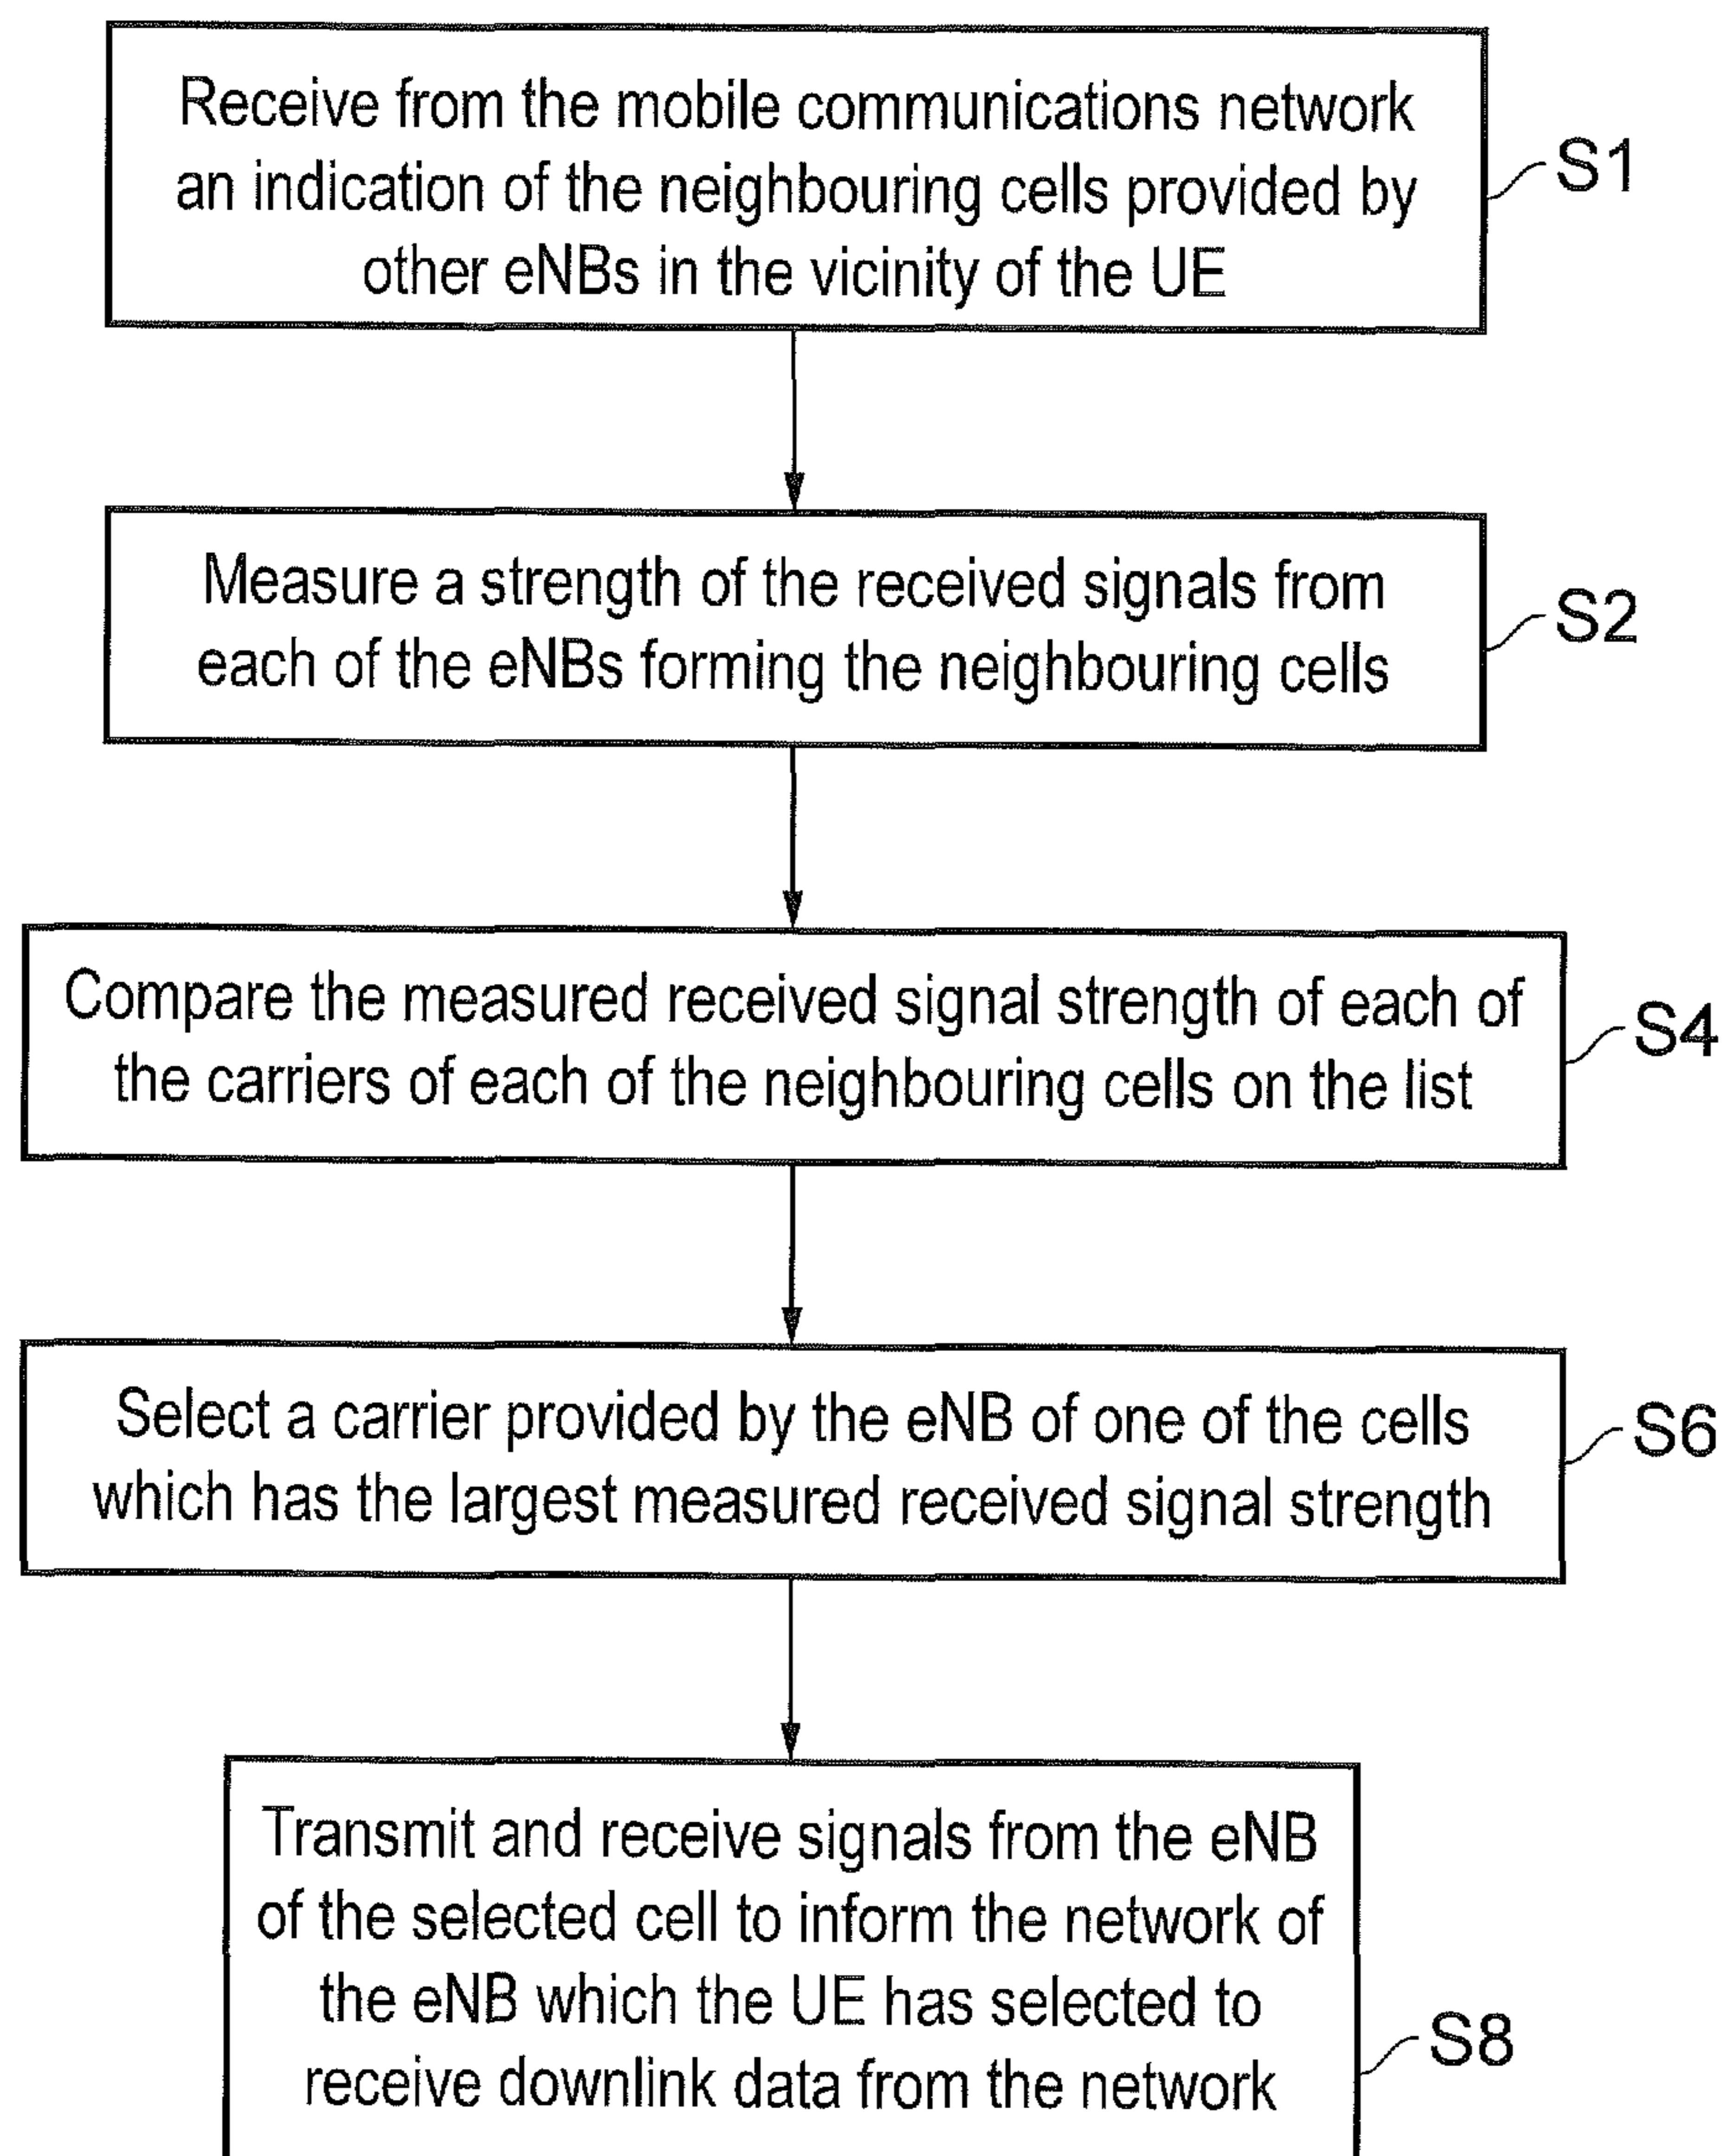 Receive from the mobile communications network
an indication of the neighbouring cells provided by
other eNBs in the vicinity of the UE
S1
Measure a strength of the received signals from
each of the eNBs forming the neighbouring cells
S2
Compare the measured received signal strength of each of
the carriers of each of the neighbouring cells on the list
S4
Select a carrier provided by the eNB of one of the cells
which has the largest measured received signal strength
S6
Transmit and receive signals from the eNB
of the selected cell to inform the network of
the eNB which the UE has selected to
receive downlink data from the network
S8